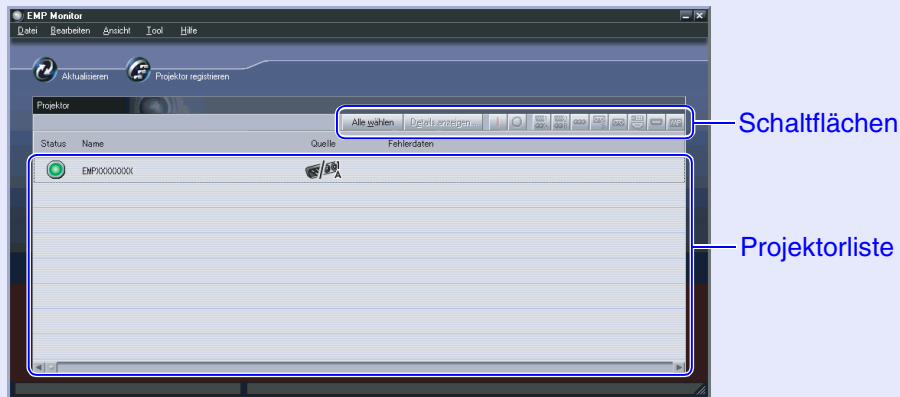 EMP Monitor
Datei Bearbeiten Ansicht Tool Hilfe
Aktualisieren Projektor registrieren
Projektor
Alle wählen Details anzeigen...
Schaltflächen
Status Name Quelle Fehlerdaten
EMPXXXXXXXX
Projektorliste